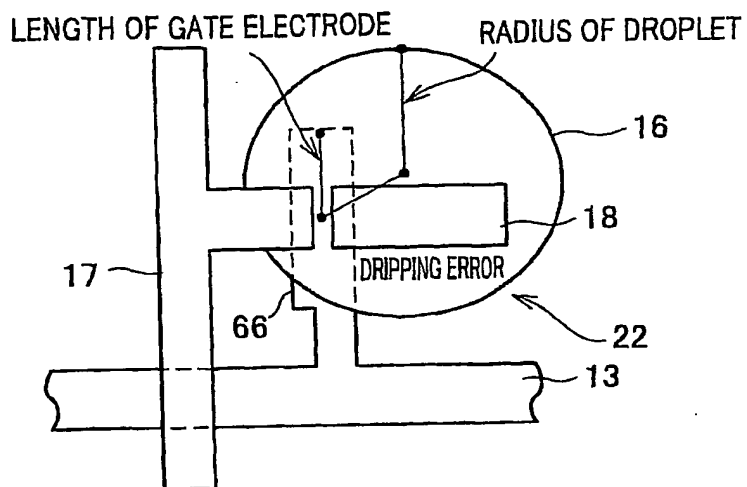 LENGTH OF GATE ELECTRODE
RADIUS OF DROPLET
16
18
17
DRIPPING ERROR
66
22
13